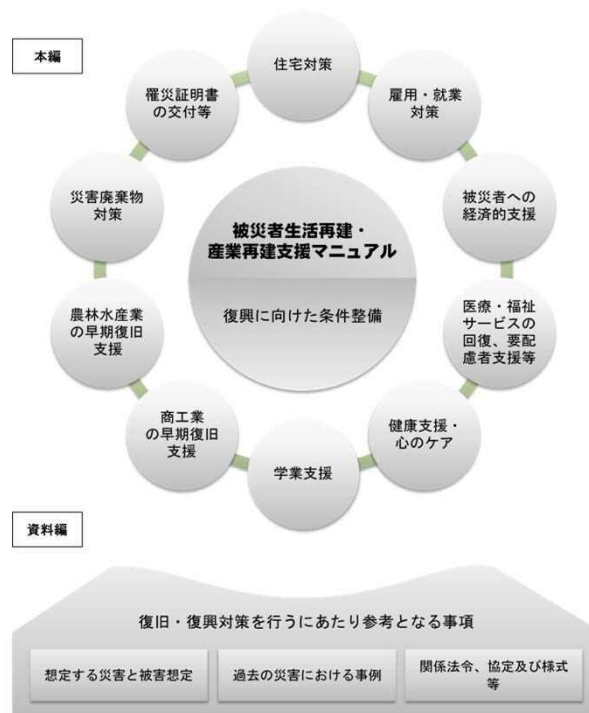 本編
住宅対策
雇用・就業
対策
被災者への
経済的支援
医療・福祉
サービスの
回復、要配
慮者支援等
健康支援・
心のケア
学業支援
商工業
の早期復旧
支援
農林水産業
の早期復旧
支援
災害廃棄物
対策
罹災証明書
の交付等
被災者生活再建・
産業再建支援マニュアル
復興に向けた条件整備
資料編
復旧・復興対策を行うにあたり参考となる事項
想定する災害と被害想定
過去の災害における事例
関係法令、協定及び様式
等